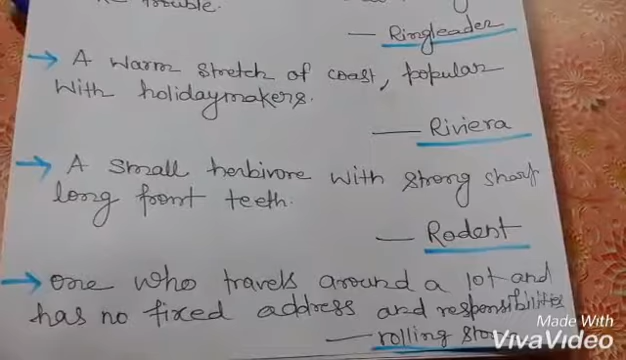 trouble.
— Ringleader
→ A warm stretch of coast, popular
with holidaymakers.
— Riviera
→ A small herbivore with strong sharp
long front teeth.
— Rodent
→ one who travels around a lot and
has no fixed address and responsibilities
— rolling
Made With
VivaVideo